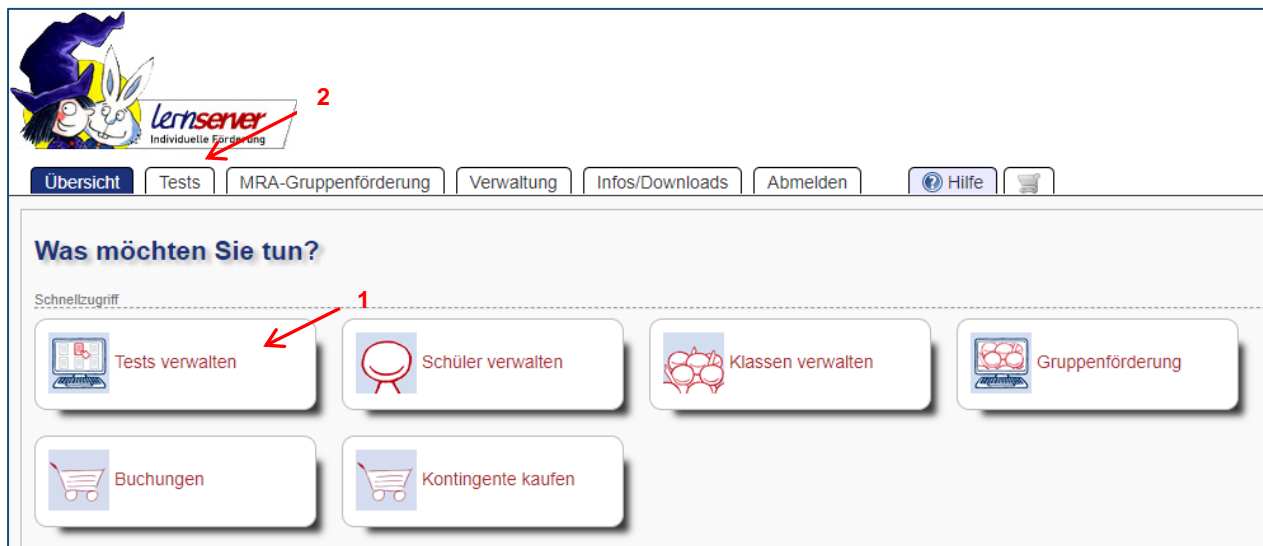 2
lernserver
Individuelle Förderung
Übersicht Tests MRA-Gruppenförderung Verwaltung Infos/Downloads Abmelden Hilfe
Was möchten Sie tun?
Schnellzugriff
1
Tests verwalten Schüler verwalten Klassen verwalten Gruppenförderung
Buchungen Kontingente kaufen